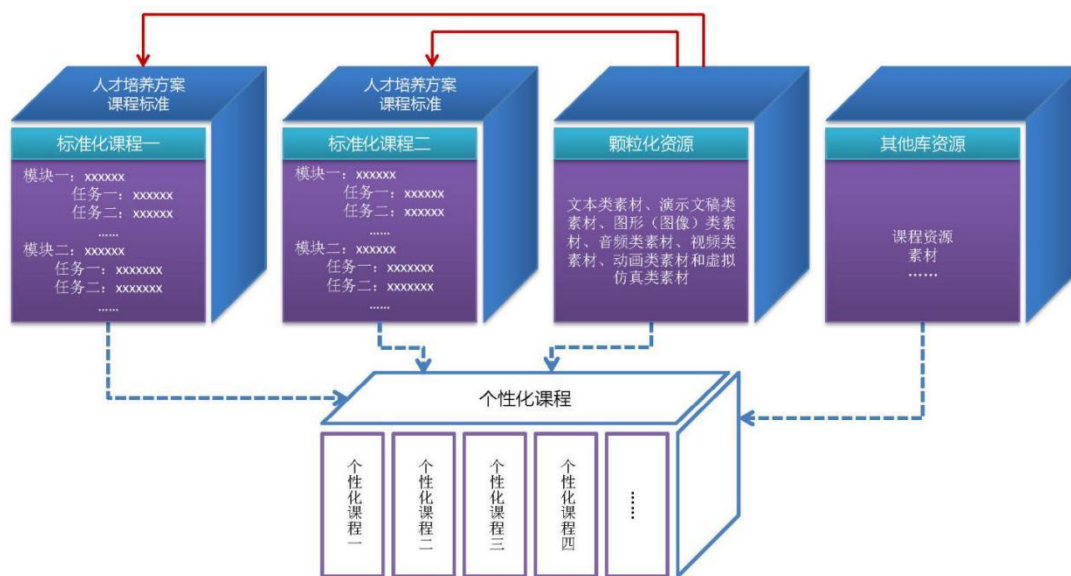 人才培养方案
课程标准
标准化课程一
模块一：xxxxxx
任务一：xxxxxx
任务二：xxxxxx
......
模块二：xxxxxx
任务一：xxxxxxx
任务二：xxxxxxx
......
人才培养方案
课程标准
标准化课程二
模块一：xxxxxx
任务一：xxxxxx
任务二：xxxxxx
......
模块二：xxxxxx
任务一：xxxxxxx
任务二：xxxxxxx
......
颗粒化资源
文本类素材、演示文稿类
素材、图形（图像）类素
材、音频类素材、视频类
素材、动画类素材和虚拟
仿真类素材
其他库资源
课程资源
素材
......
个性化课程
个性化课程一
个性化课程二
个性化课程三
个性化课程四
......